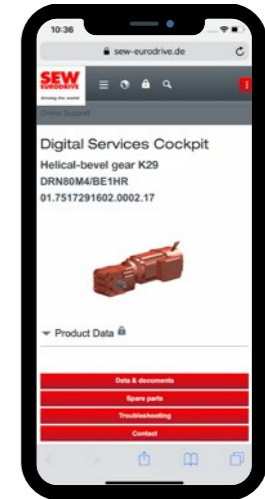 10:36
sew-eurodrive.de
SEW
EURODRIVE
Driving the world
Online Support
Digital Services Cockpit
Helical-bevel gear K29
DRN80M4/BE1HR
01.7517291602.0002.17
Product Data
Data & documents
Spare parts
Troubleshooting
Contact